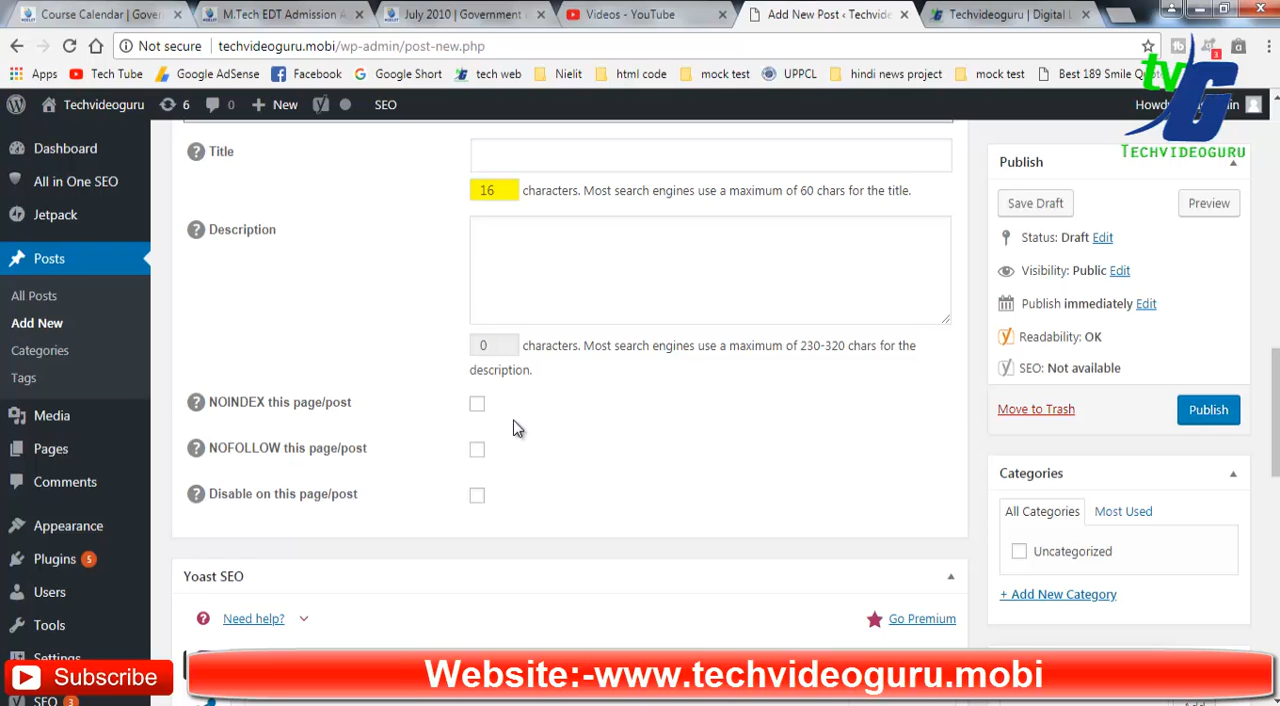 Course Calendar | Gover
M.Tech EDT Admission A
July 2010 | Government
Videos - YouTube
Add New Post ‹ Techvide
Techvideoguru | Digital L
Not secure
techvideoguru.mobi/wp-admin/post-new.php
Apps
Tech Tube
Google AdSense
Facebook
Google Short
tech web
Nielit
html code
mock test
UPPCL
hindi news project
mock test
Best 189 Smile Quot
3
tvG
TECHVIDEOGURU
Techvideoguru
6
0
New
SEO
Howdy
Dashboard
All in One SEO
Jetpack
Posts
All Posts
Add New
Categories
Tags
Media
Pages
Comments
Appearance
Plugins 5
Users
Tools
Settings
SEO 3
Title
16 characters. Most search engines use a maximum of 60 chars for the title.
Description
0 characters. Most search engines use a maximum of 230-320 chars for the
description.
NOINDEX this page/post
NOFOLLOW this page/post
Disable on this page/post
Yoast SEO
Need help?
Go Premium
Publish
Save Draft
Preview
Status: Draft Edit
Visibility: Public Edit
Publish immediately Edit
Readability: OK
SEO: Not available
Move to Trash
Publish
Categories
All Categories
Most Used
Uncategorized
+ Add New Category
Subscribe
Website:-www.techvideoguru.mobi